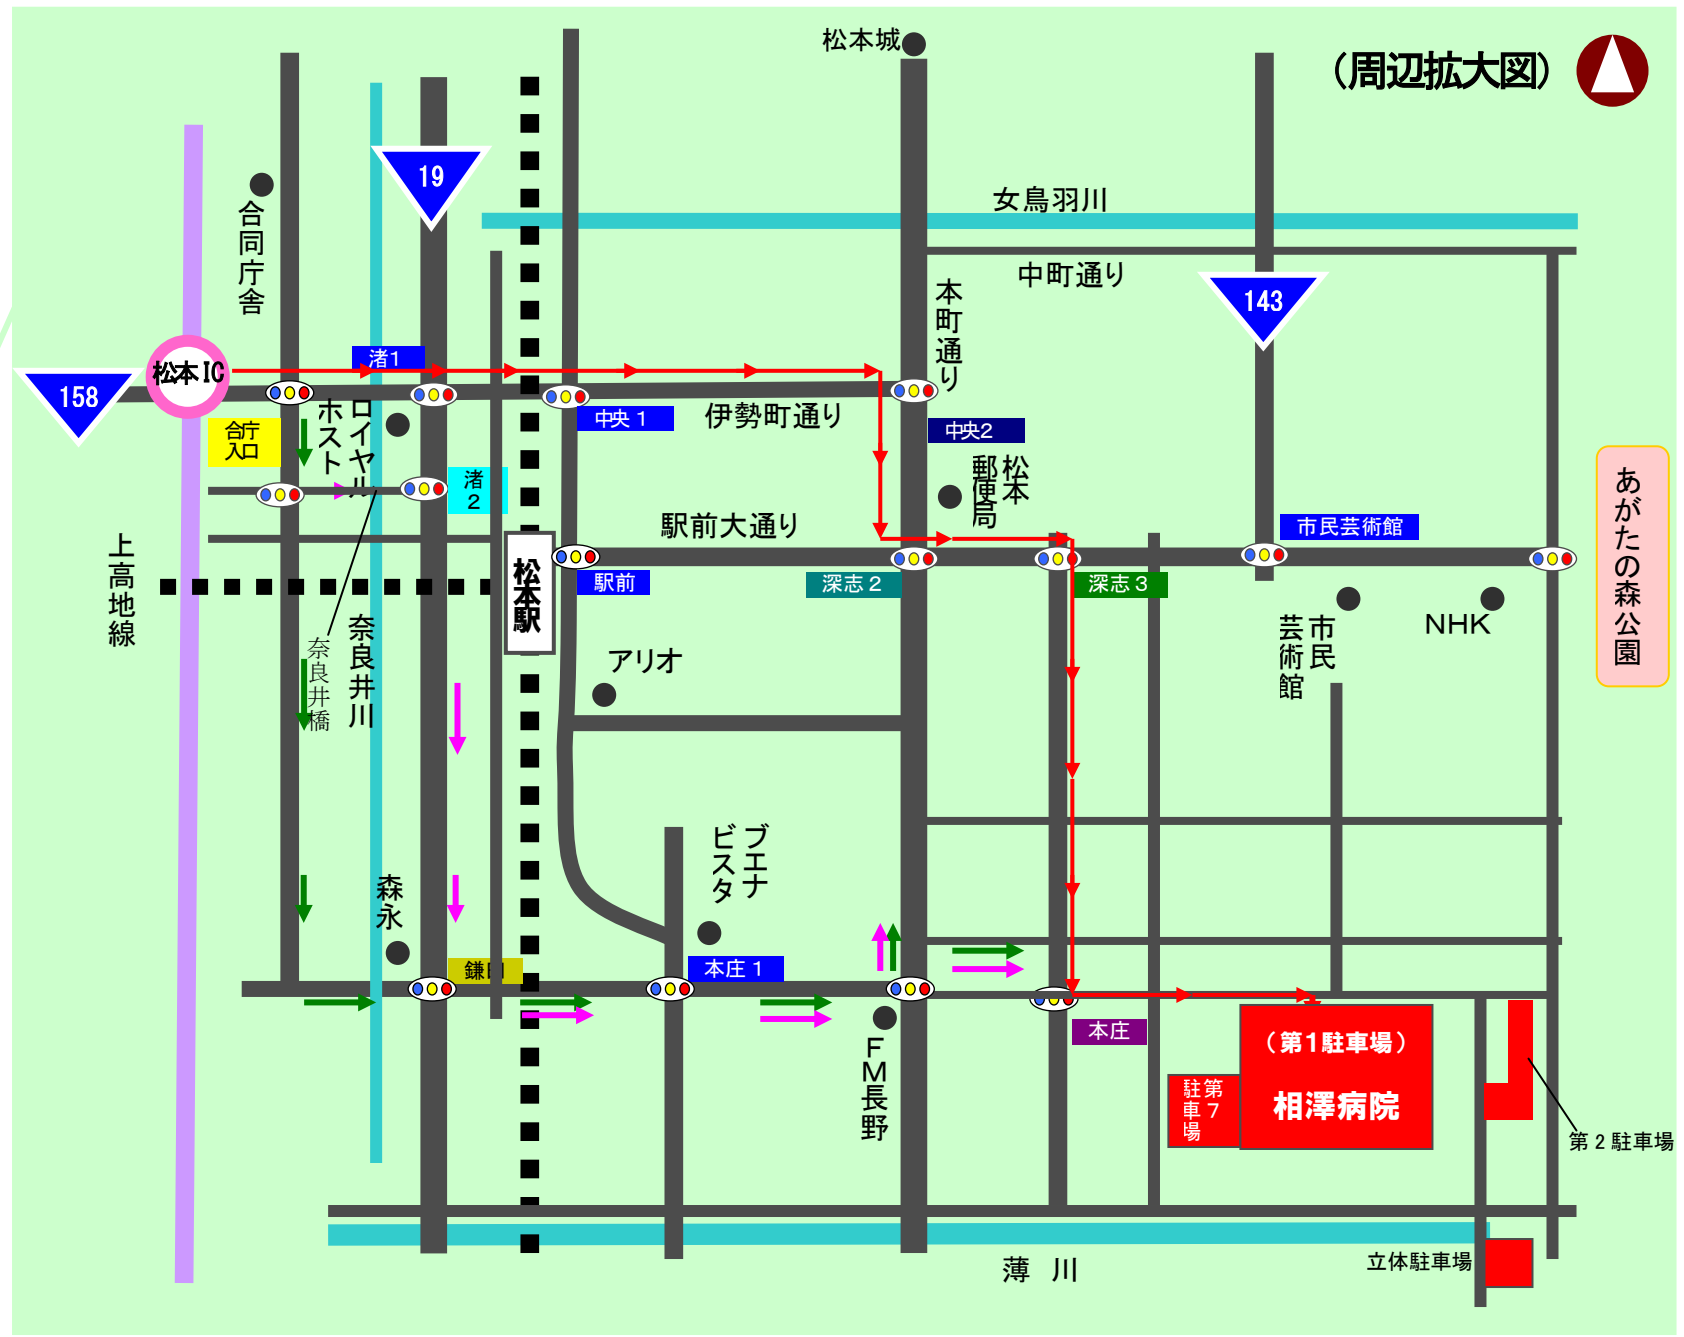 松本城
（周辺拡大図）
19
女鳥羽川
合同庁舎
中町通り
本町通り
143
渚1
松本 IC
158
ロイヤル
ホスト
中央 1
伊勢町通り
中央2
合庁
入口
渚
2
松本
郵便局
駅前大通り
市民芸術館
あがたの森公園
上高地線
松本駅
駅前
深志 2
深志 3
奈良井川
奈良井橋
アリオ
市民
芸術館
NHK
ブエナ
ビスタ
森永
鎌田
本庄 1
本庄
FM長野
（第1駐車場）
相澤病院
第7
駐車場
第 2 駐車場
立体駐車場
薄 川